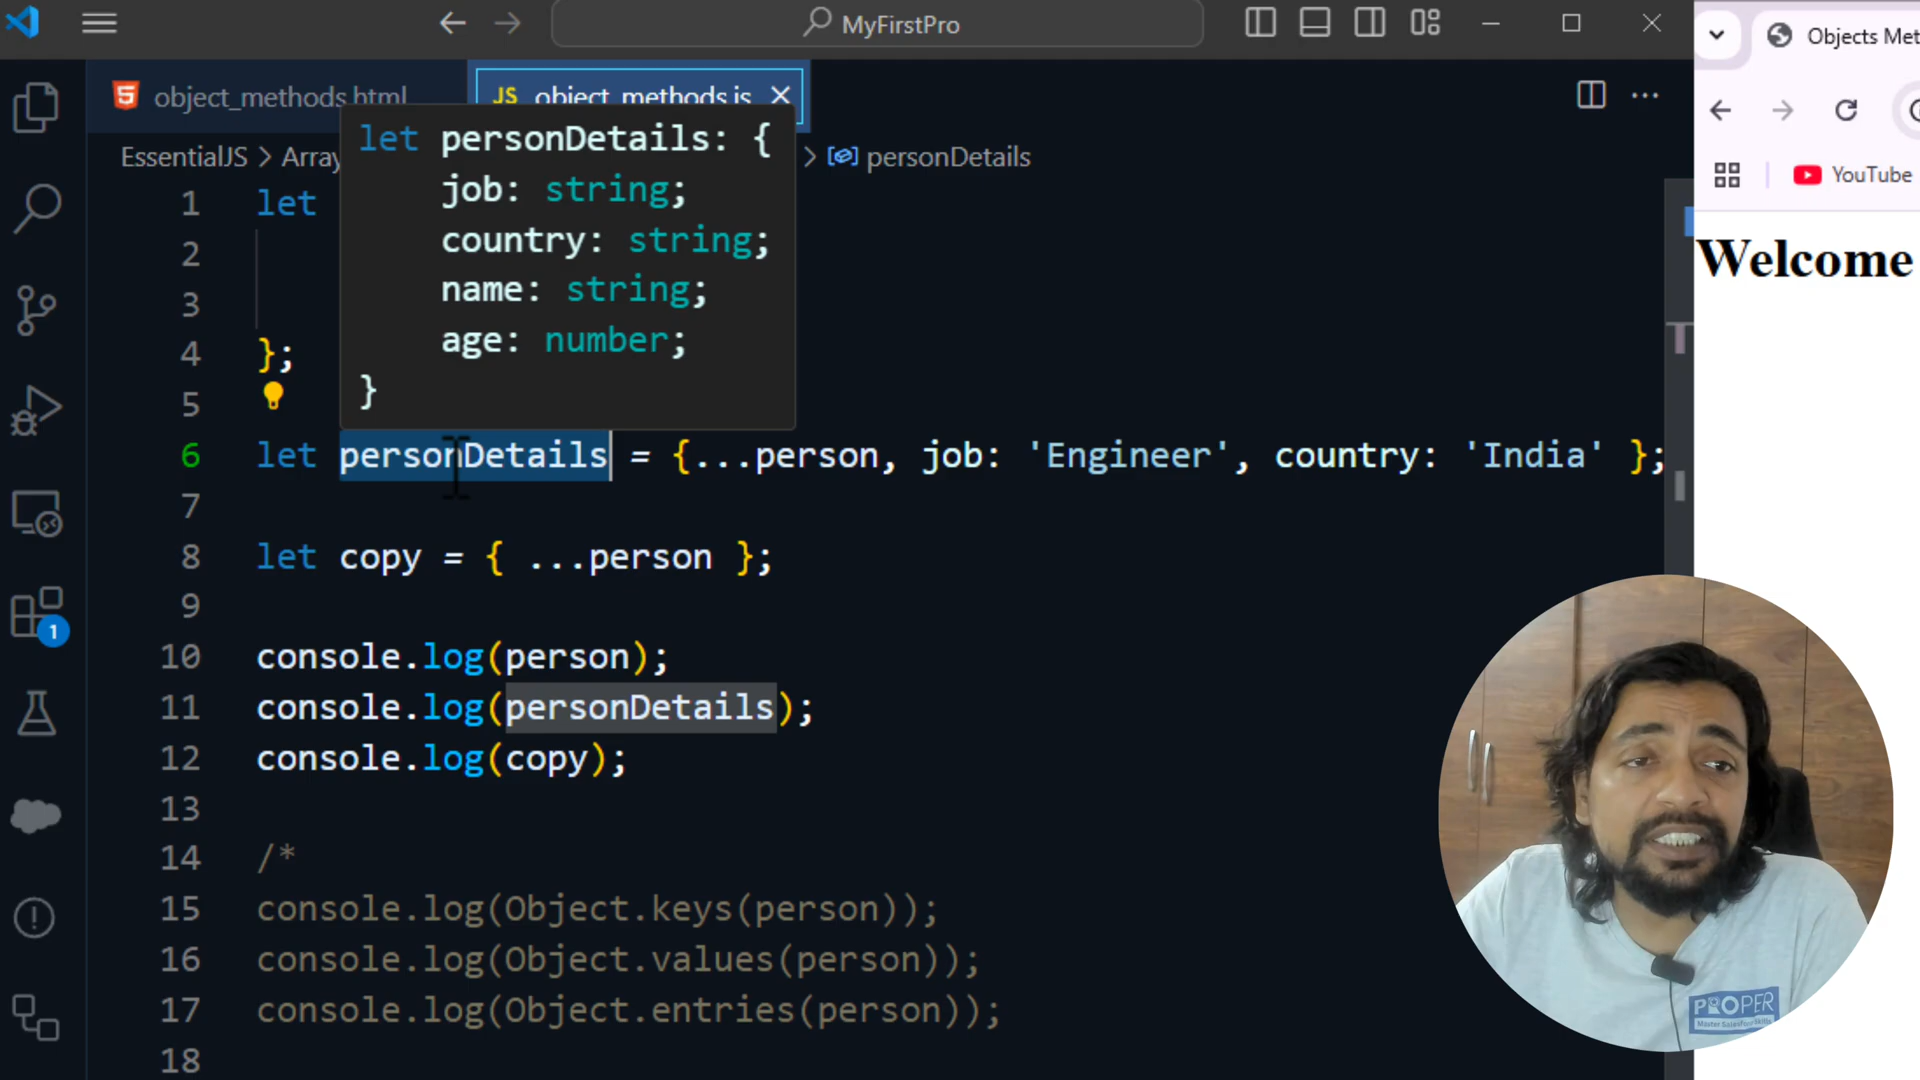 MyFirstPro
Objects Met
object_methods.html
JS object_methods.js
YouTube
EssentialJS > Array
> personDetails
let personDetails: {
job: string;
country: string;
name: string;
age: number;
}
Welcome
1 let
2
3
4 };
5
6 let personDetails = {...person, job: 'Engineer', country: 'India' };
7
8 let copy = { ...person };
9
10 console.log(person);
11 console.log(personDetails);
12 console.log(copy);
13
14 /*
15 console.log(Object.keys(person));
16 console.log(Object.values(person));
17 console.log(Object.entries(person));
18
1
PROPER
Master Salesforce Skills